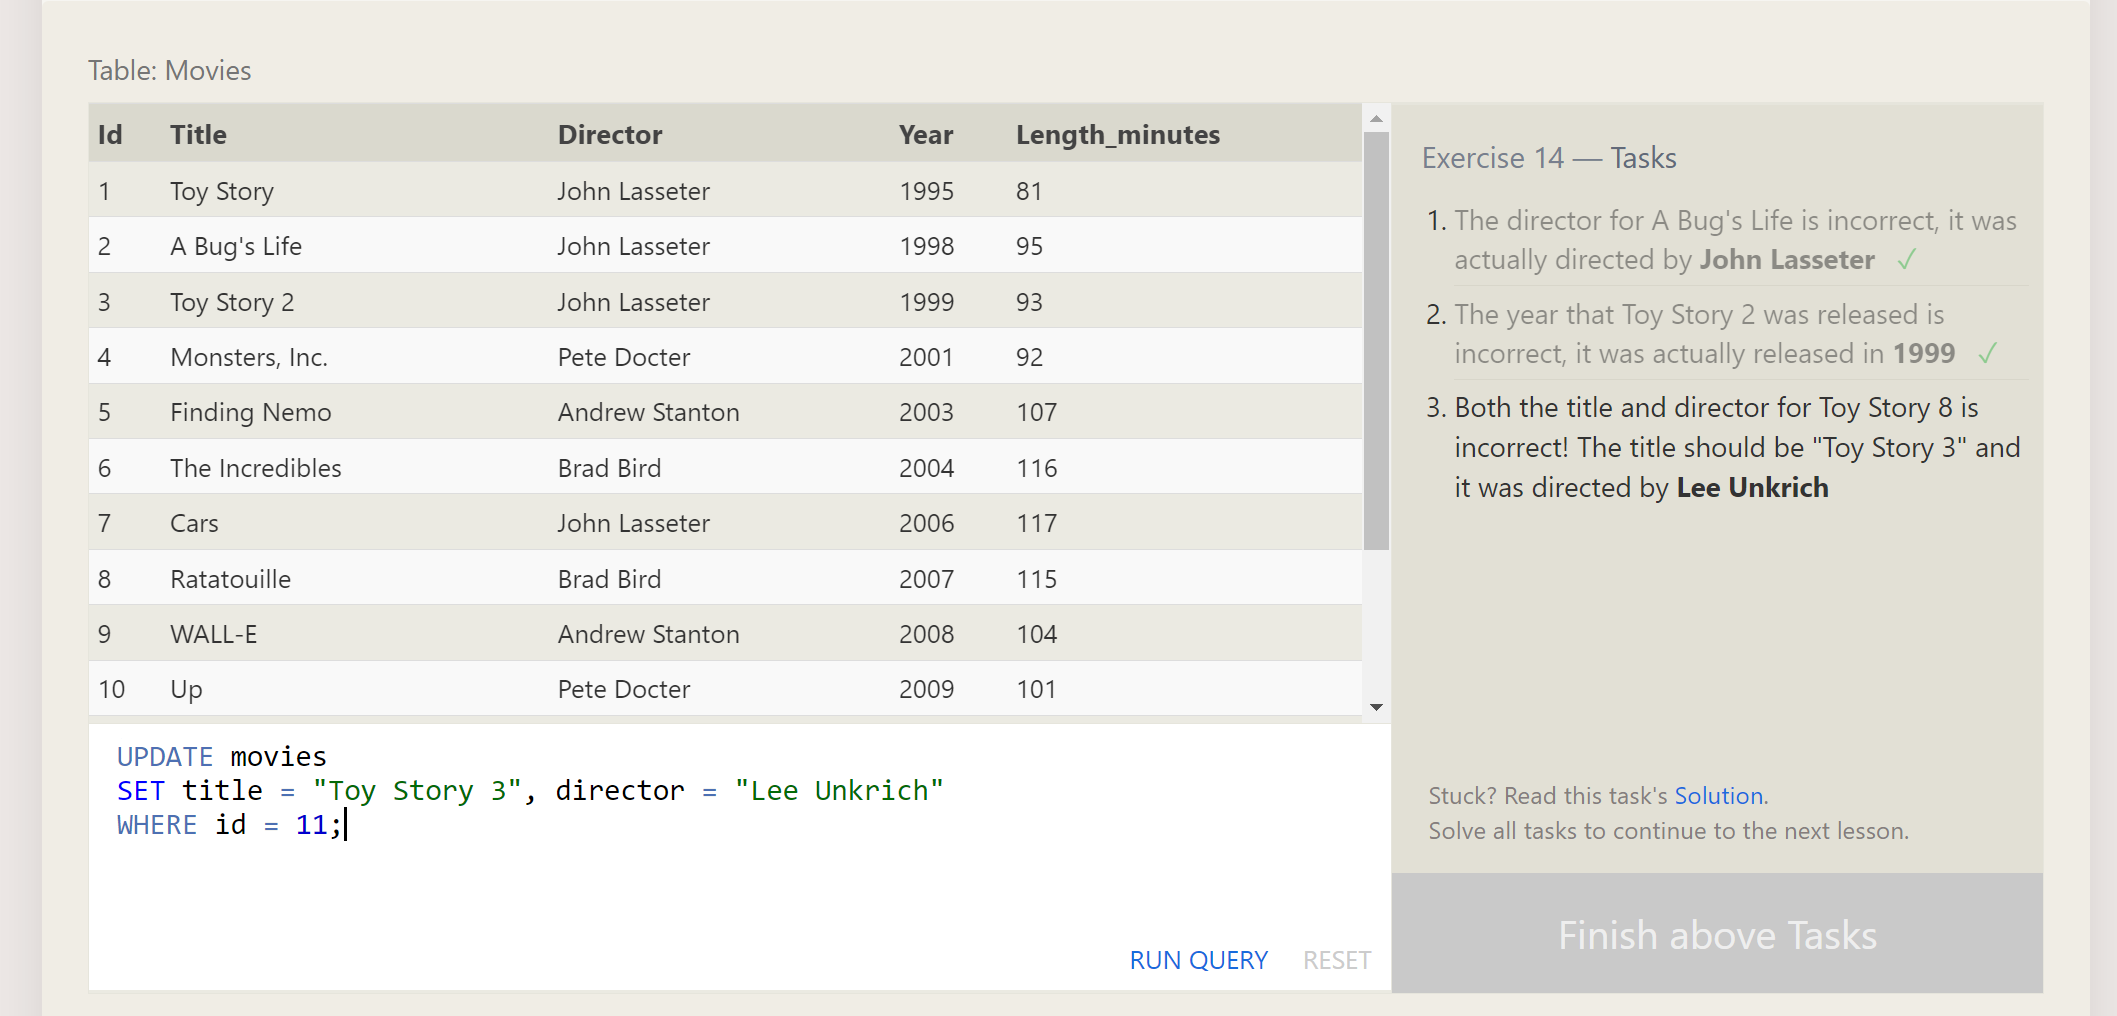 Table: Movies
Id Title Director Year Length_minutes
1 Toy Story John Lasseter 1995 81
2 A Bug's Life John Lasseter 1998 95
3 Toy Story 2 John Lasseter 1999 93
4 Monsters, Inc. Pete Docter 2001 92
5 Finding Nemo Andrew Stanton 2003 107
6 The Incredibles Brad Bird 2004 116
7 Cars John Lasseter 2006 117
8 Ratatouille Brad Bird 2007 115
9 WALL-E Andrew Stanton 2008 104
10 Up Pete Docter 2009 101
UPDATE movies
SET title = "Toy Story 3", director = "Lee Unkrich"
WHERE id = 11;
RUN QUERY RESET
Exercise 14 — Tasks
1. The director for A Bug's Life is incorrect, it was
actually directed by John Lasseter ✓
2. The year that Toy Story 2 was released is
incorrect, it was actually released in 1999 ✓
3. Both the title and director for Toy Story 8 is
incorrect! The title should be "Toy Story 3" and
it was directed by Lee Unkrich
Stuck? Read this task's Solution.
Solve all tasks to continue to the next lesson.
Finish above Tasks